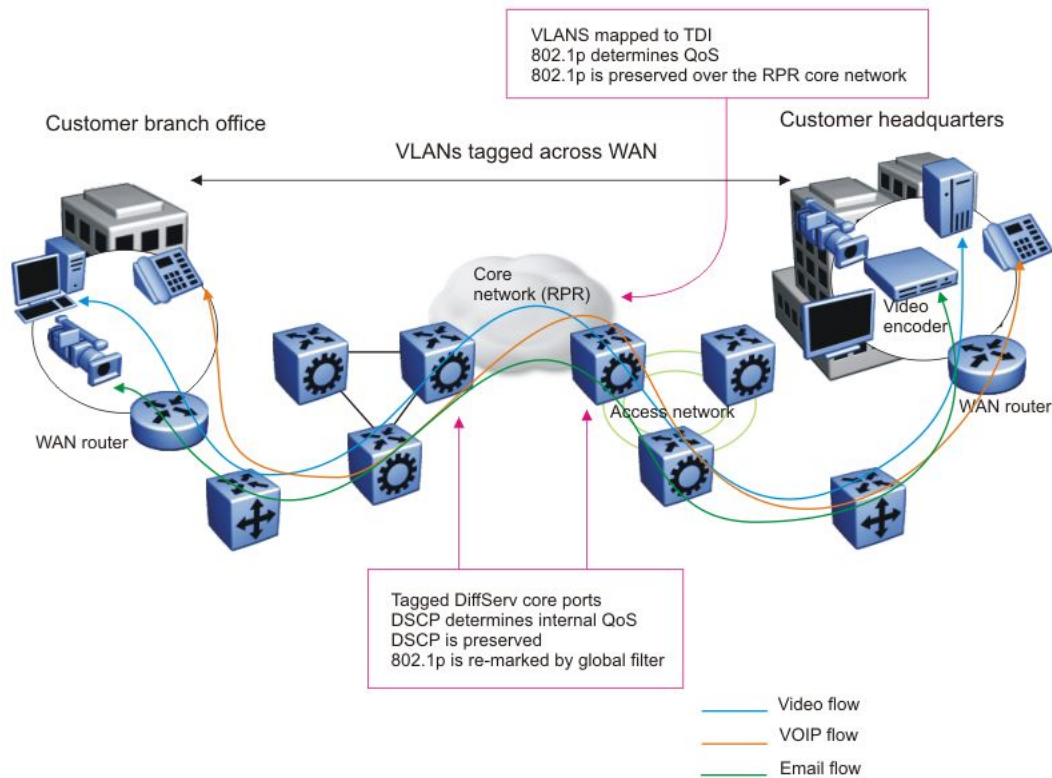 VLANS mapped to TDI
802.1p determines QoS
802.1p is preserved over the RPR core network
Customer branch office
Customer headquarters
VLANs tagged across WAN
Core
network (RPR)
Video
encoder
Access network
WAN router
WAN router
Tagged DiffServ core ports
DSCP determines internal QoS
DSCP is preserved
802.1p is re-marked by global filter
Video flow
VOIP flow
Email flow